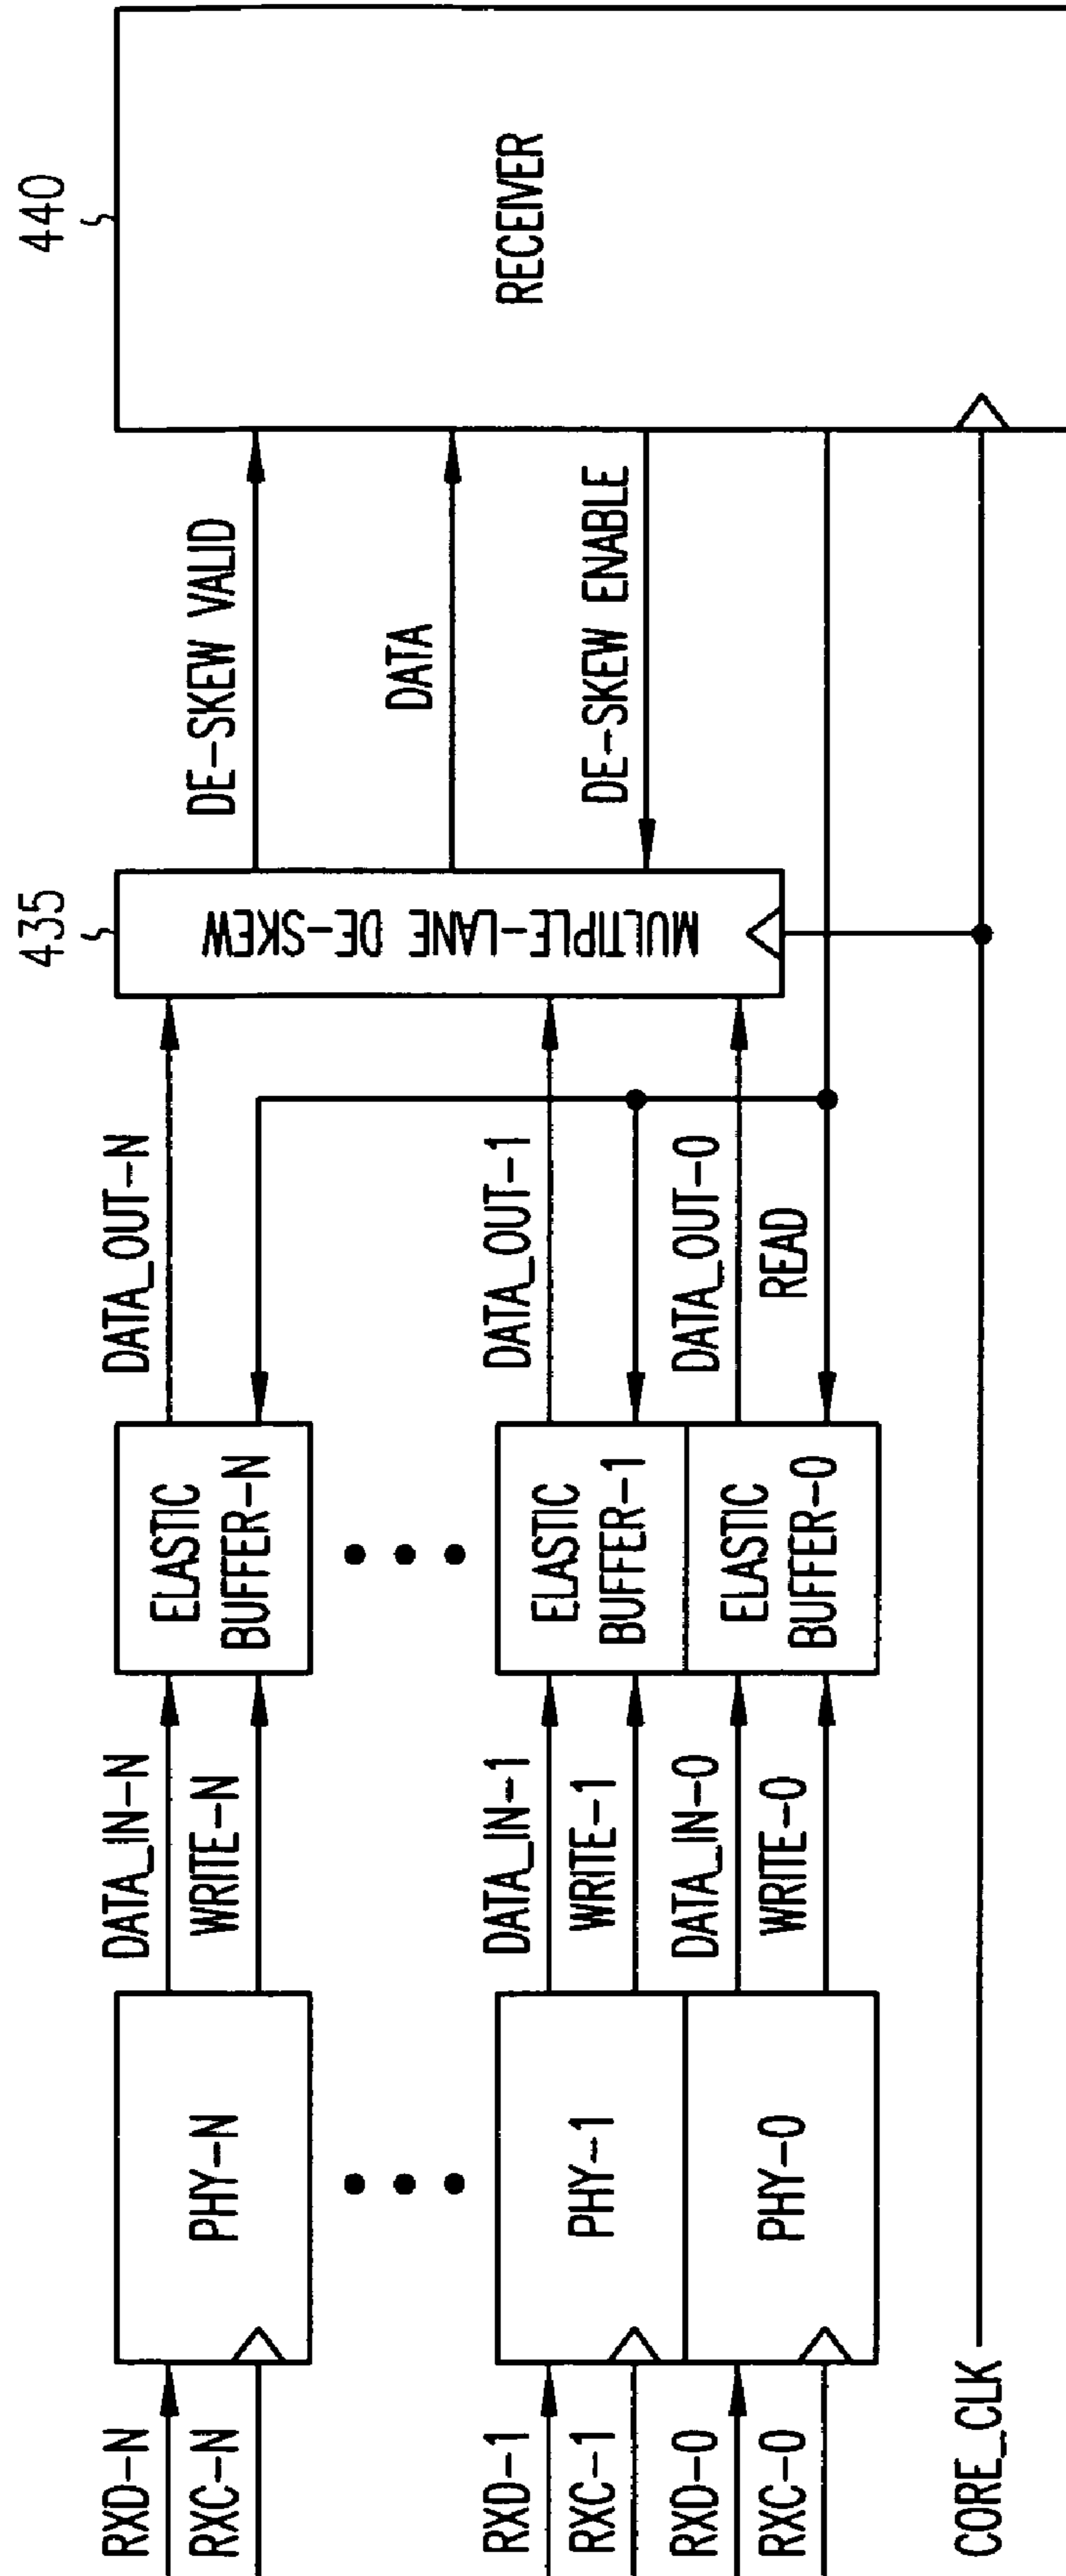 RXD-N
RXC-N
RXD-1
RXC-1
RXD-0
RXC-0
CORE_CLK
PHY-N
PHY-1
PHY-0
DATA_IN-N
WRITE-N
DATA_IN-1
WRITE-1
DATA_IN-0
WRITE-0
ELASTIC
BUFFER-N
ELASTIC
BUFFER-1
ELASTIC
BUFFER-0
DATA_OUT-N
DATA_OUT-1
DATA_OUT-0
READ
435
MULTIPLE-LANE DE-SKEW
DE-SKEW VALID
DATA
DE-SKEW ENABLE
440
RECEIVER